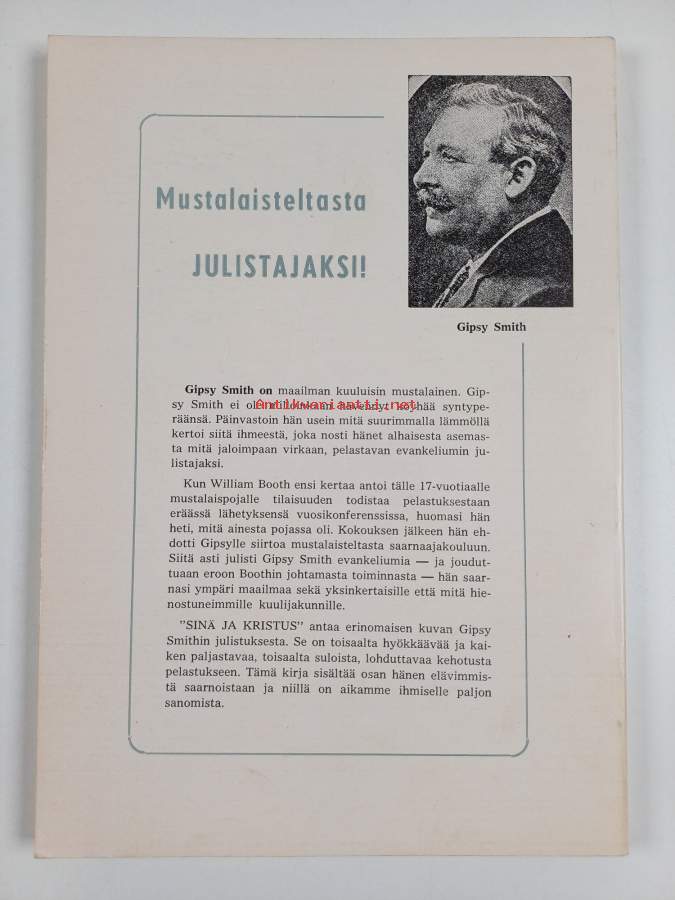 Mustalaisteltasta
JULISTAJAKSI!
Gipsy Smith
Gipsy Smith on maailman kuuluisin mustalainen. Gip-
sy Smith ei ole milloinkaan hävennyt köyhää syntype-
räänsä. Päinvastoin hän usein mitä suurimmalla lämmöllä
kertoi siitä ihmeestä, joka nosti hänet alhaisesta asemas-
ta mitä jaloimpaan virkaan, pelastavan evankeliumin ju-
listajaksi.
Kun William Booth ensi kertaa antoi tälle 17-vuotiaalle
mustalaispojalle tilaisuuden todistaa pelastuksestaan
eräässä lähetyksensä vuosikonferenssissa, huomasi hän
heti, mitä ainesta pojassa oli. Kokouksen jälkeen hän eh-
dotti Gipsylle siirtoa mustalaisteltasta saarnaajakouluun.
Siitä asti julisti Gipsy Smith evankeliumia — ja joudut-
tuaan eroon Boothin johtamasta toiminnasta — hän saar-
nasi ympäri maailmaa sekä yksinkertaisille että mitä hie-
nostuneimmille kuulijakunnille.
”SINÄ JA KRISTUS” antaa erinomaisen kuvan Gipsy
Smithin julistuksesta. Se on toisaalta hyökkäävää ja kai-
ken paljastavaa, toisaalta suloista, lohduttavaa kehotusta
pelastukseen. Tämä kirja sisältää osan hänen elävimmis-
tä saarnoistaan ja niillä on aikamme ihmiselle paljon
sanomista.
Antikvariaatti.net